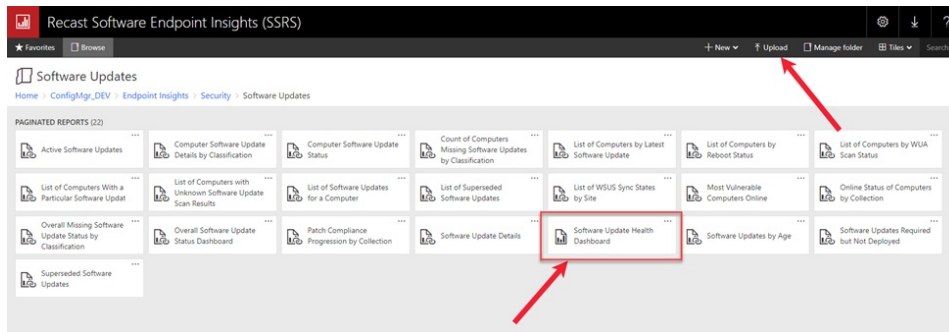 Recast Software Endpoint Insights (SSRS)
Favorites Browse New Upload Manage folder Tiles Search
Software Updates
Home > ConfigMgr_DEV > Endpoint Insights > Security > Software Updates
PAGINATED REPORTS (22)
Active Software Updates
Computer Software Update
Details by Classification
Computer Software Update
Status
Count of Computers
Missing Software Updates
by Classification
List of Computers by Latest
Software Update
List of Computers by
Reboot Status
List of Computers by WUA
Scan Status
List of Computers With a
Particular Software Updat
List of Computers with
Unknown Software Update
Scan Results
List of Software Updates
for a Computer
List of Superseded
Software Updates
List of WSUS Sync States
by Site
Most Vulnerable
Computers Online
Online Status of Computers
by Collection
Overall Missing Software
Update Status by
Classification
Overall Software Update
Status Dashboard
Patch Compliance
Progression by Collection
Software Update Details
Software Update Health
Dashboard
Software Updates by Age
Software Updates Required
but Not Deployed
Superseded Software
Updates